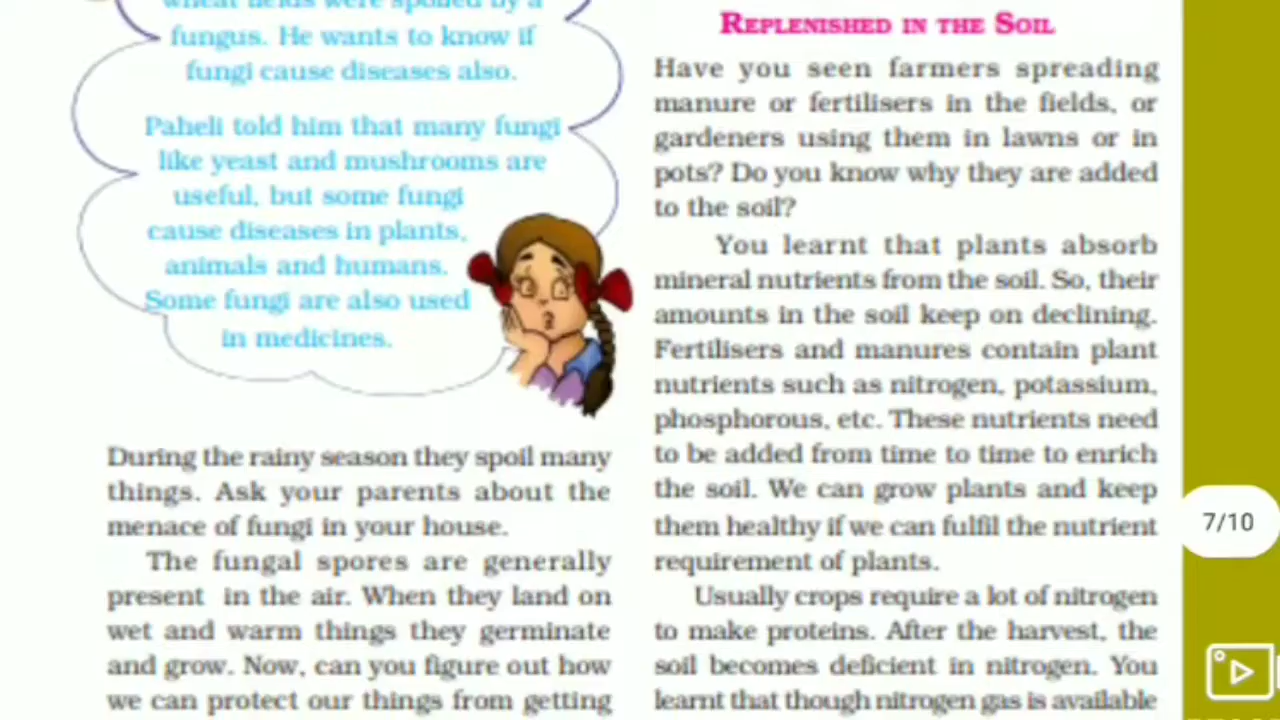 wheat fields were spoiled by a
fungus. He wants to know if
fungi cause diseases also.
Paheli told him that many fungi
like yeast and mushrooms are
useful, but some fungi
cause diseases in plants,
animals and humans.
Some fungi are also used
in medicines.
During the rainy season they spoil many
things. Ask your parents about the
menace of fungi in your house.
The fungal spores are generally
present in the air. When they land on
wet and warm things they germinate
and grow. Now, can you figure out how
we can protect our things from getting
REPLENISHED IN THE SOIL
Have you seen farmers spreading
manure or fertilisers in the fields, or
gardeners using them in lawns or in
pots? Do you know why they are added
to the soil?
You learnt that plants absorb
mineral nutrients from the soil. So, their
amounts in the soil keep on declining.
Fertilisers and manures contain plant
nutrients such as nitrogen, potassium,
phosphorous, etc. These nutrients need
to be added from time to time to enrich
the soil. We can grow plants and keep
them healthy if we can fulfil the nutrient
requirement of plants.
Usually crops require a lot of nitrogen
to make proteins. After the harvest, the
soil becomes deficient in nitrogen. You
learnt that though nitrogen gas is available
7/10